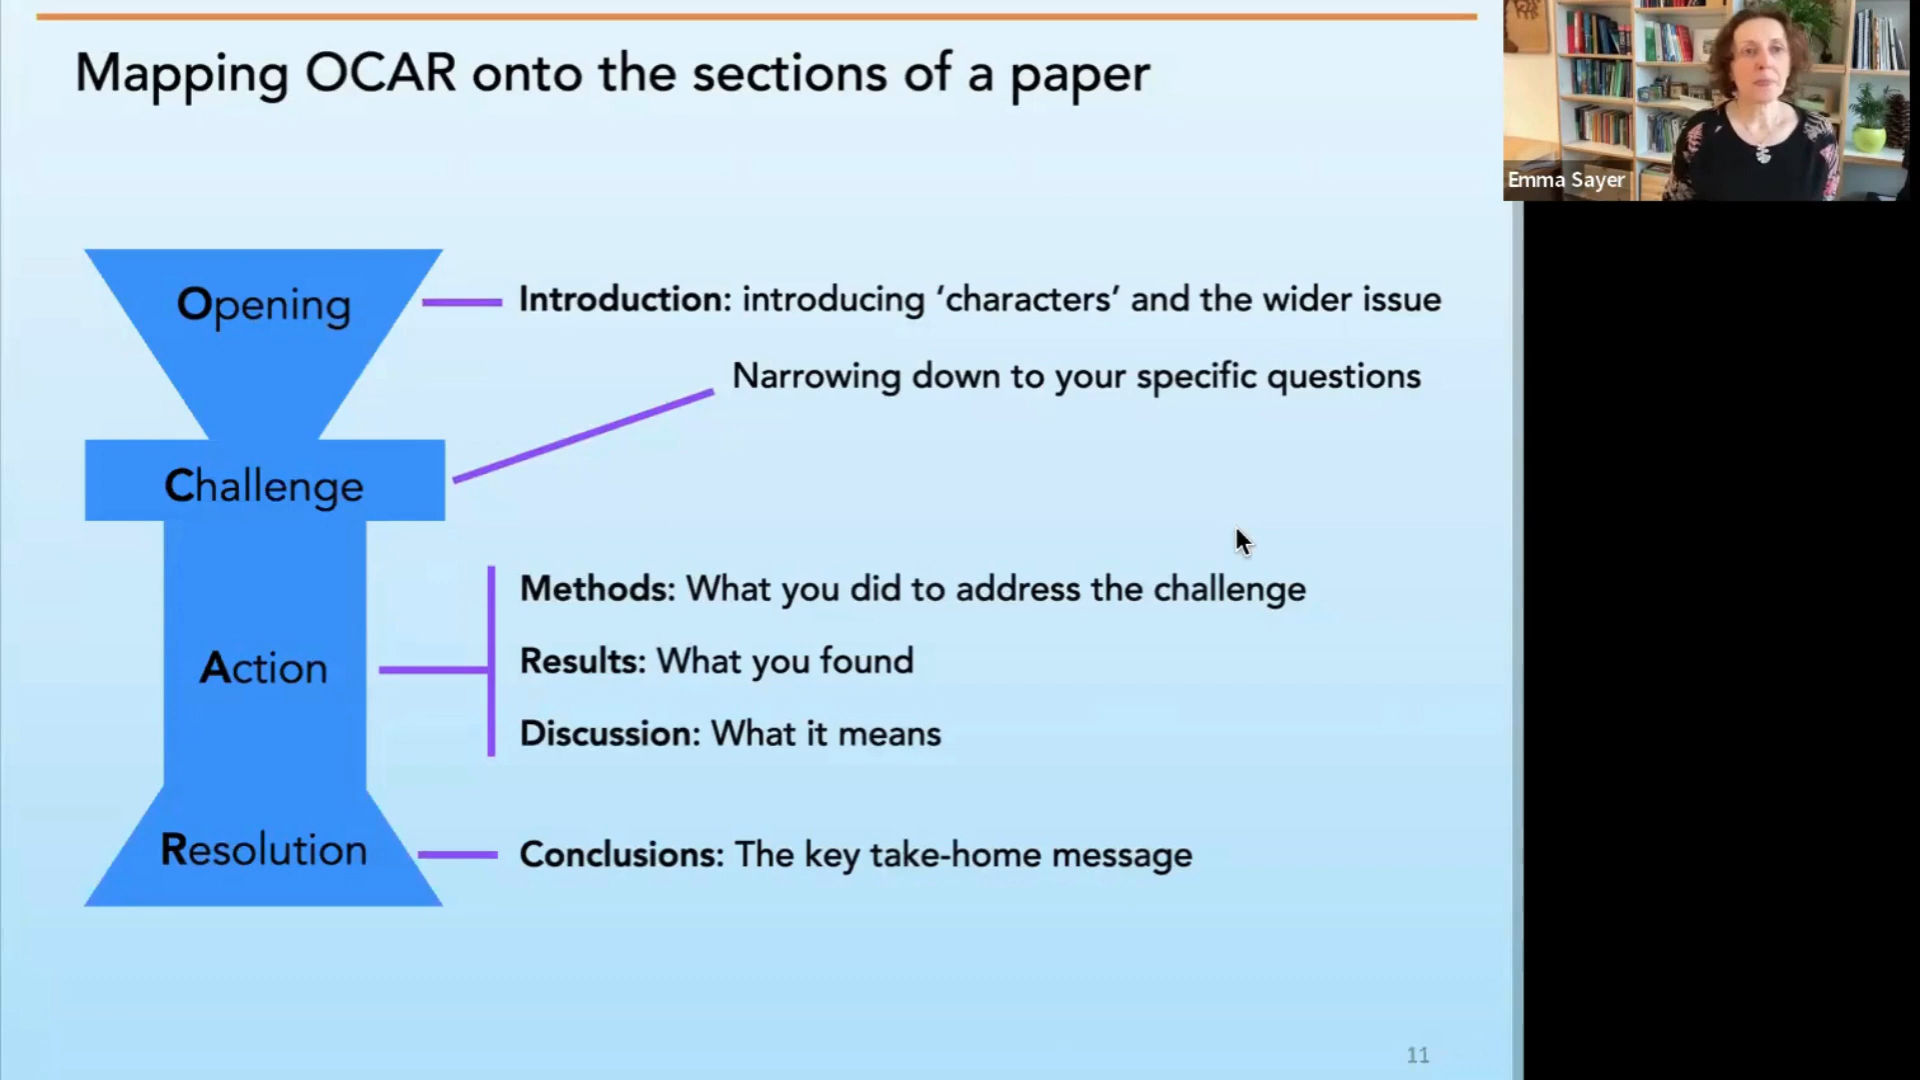 Mapping OCAR onto the sections of a paper
Emma Sayer
Opening
Introduction: introducing ‘characters’ and the wider issue
Narrowing down to your specific questions
Challenge
Methods: What you did to address the challenge
Action
Results: What you found
Discussion: What it means
Resolution
Conclusions: The key take-home message
11